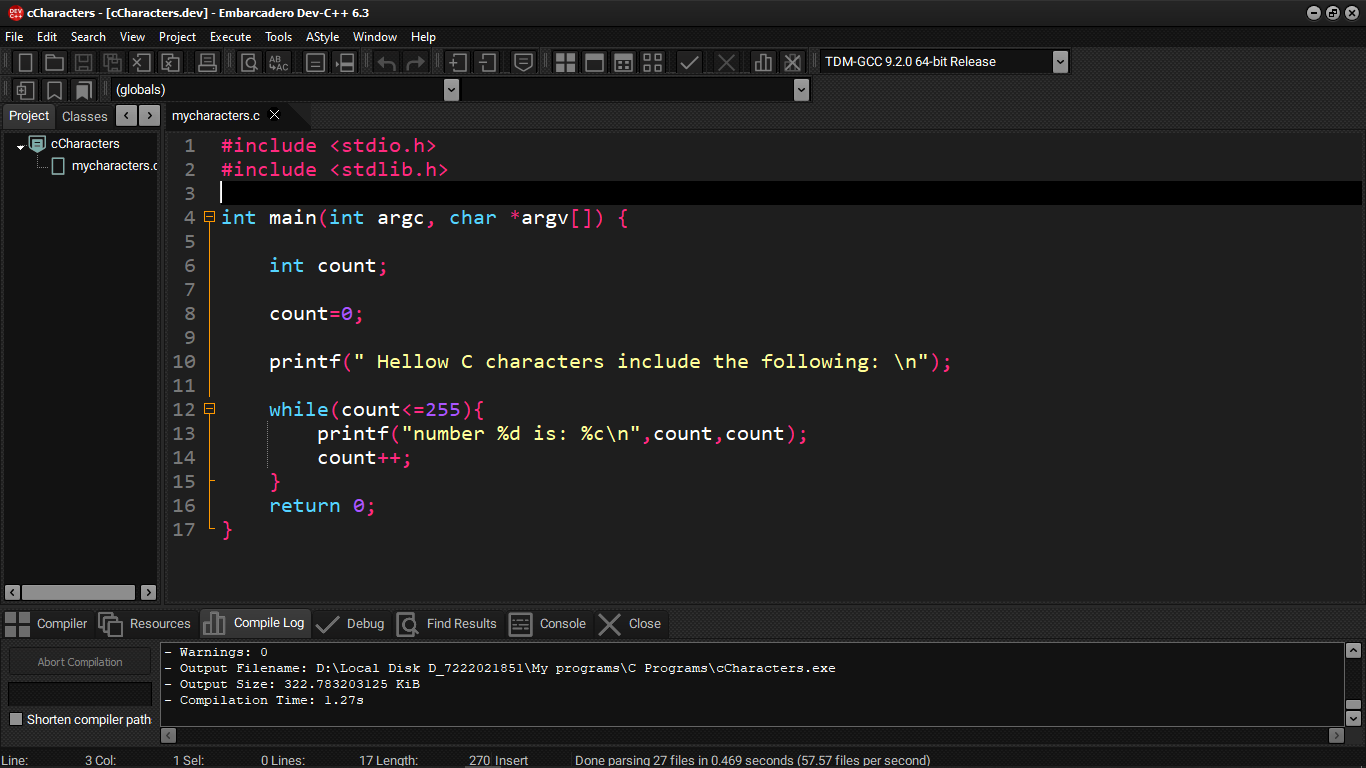 cCharacters - [cCharacters.dev] - Embarcadero Dev-C++ 6.3
File Edit Search View Project Execute Tools AStyle Window Help
TDM-GCC 9.2.0 64-bit Release
(globals)
Project Classes mycharacters.c
cCharacters
mycharacters.c
1 #include <stdio.h>
2 #include <stdlib.h>
3
4 int main(int argc, char *argv[]) {
5
6 int count;
7
8 count=0;
9
10 printf(" Hellow C characters include the following: \n");
11
12 while(count<=255){
13 printf("number %d is: %c\n",count,count);
14 count++;
15 }
16 return 0;
17 }
Compiler Resources Compile Log Debug Find Results Console Close
Abort Compilation
Shorten compiler path
- Warnings: 0
- Output Filename: D:\Local Disk D_7222021851\My programs\C Programs\cCharacters.exe
- Output Size: 322.783203125 KiB
- Compilation Time: 1.27s
Line: 3 Col: 1 Sel: 0 Lines: 17 Length: 270 Insert Done parsing 27 files in 0.469 seconds (57.57 files per second)